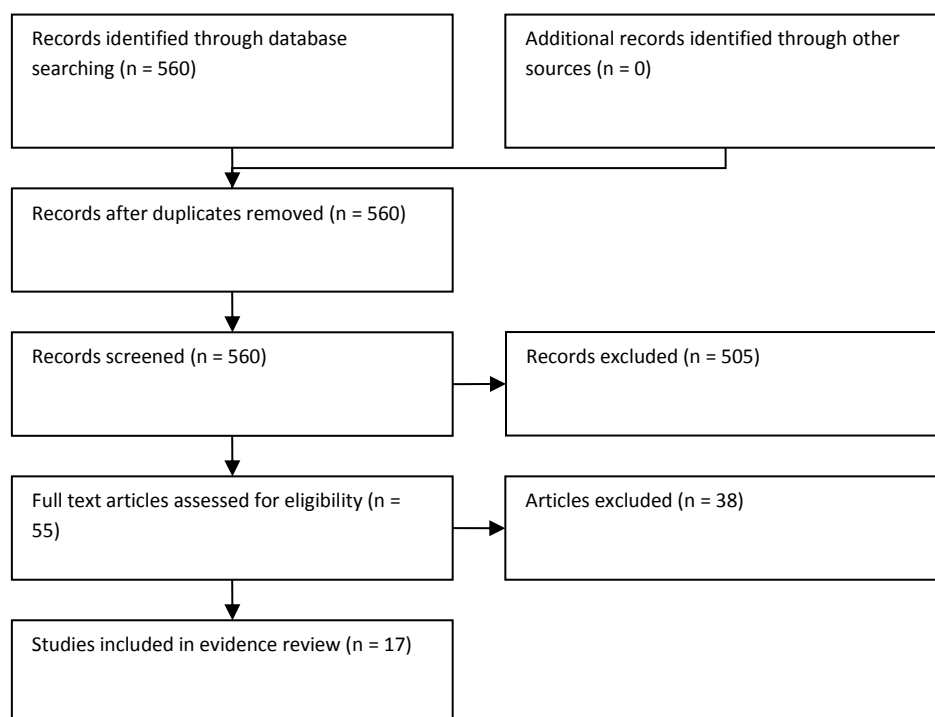 Records identified through database
searching (n = 560)
Additional records identified through other
sources (n = 0)
Records after duplicates removed (n = 560)
Records screened (n = 560)
Records excluded (n = 505)
Full text articles assessed for eligibility (n =
55)
Articles excluded (n = 38)
Studies included in evidence review (n = 17)